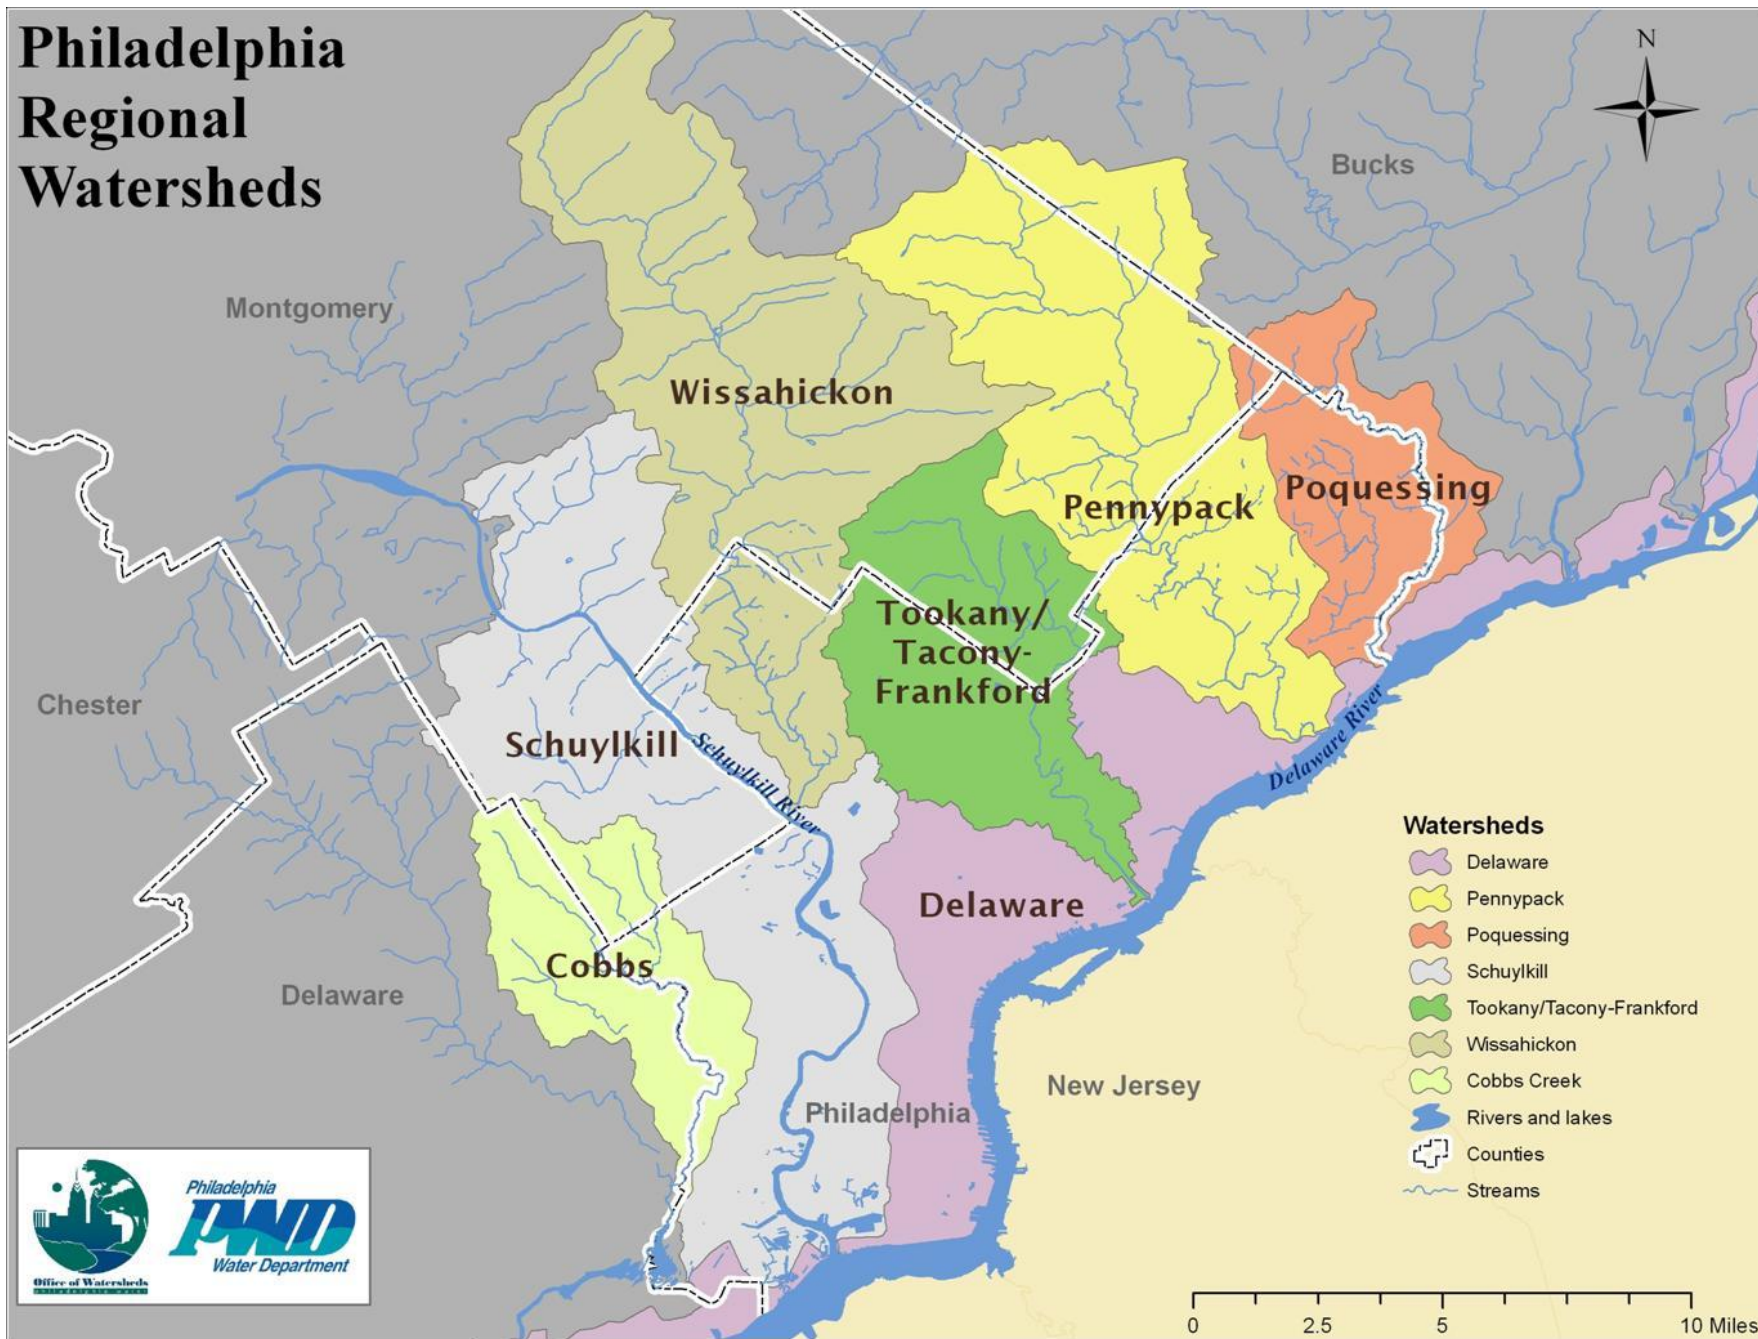 Philadelphia
Regional
Watersheds
N
Bucks
Montgomery
Wissahickon
Poquessing
Pennypack
Tookany/
Tacony-
Frankford
Chester
Schuylkill
Schuylkill River
Delaware River
Delaware
Cobbs
Delaware
New Jersey
Philadelphia
Watersheds
Delaware
Pennypack
Poquessing
Schuylkill
Tookany/Tacony-Frankford
Wissahickon
Cobbs Creek
Rivers and lakes
Counties
Streams
Office of Watersheds
philadelphia water
Philadelphia
PWD
Water Department
0 2.5 5 10 Miles